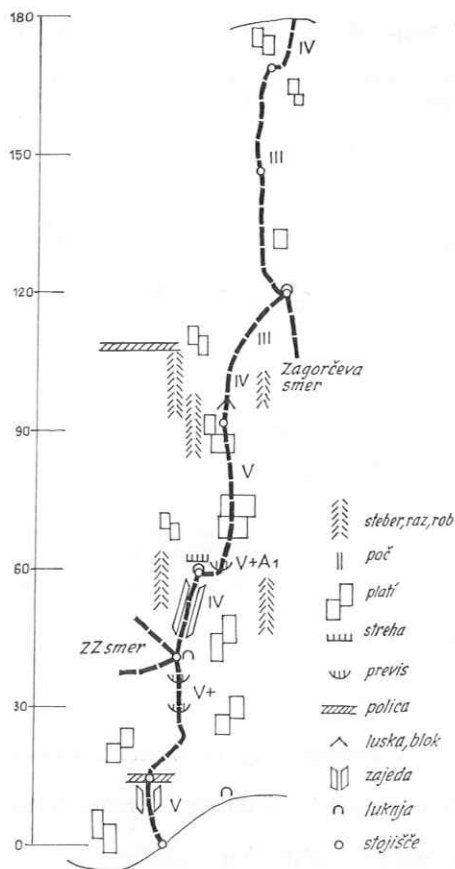 180
IV
150
III
120
III
Zagorčeva
smer
IV
90
V
steber, raz, rob
poč
V+A1
platí
60
IV
streha
ZZ smer
previs
V+
30
polica
luska, blok
V
zajeda
luknja
0
stojišče